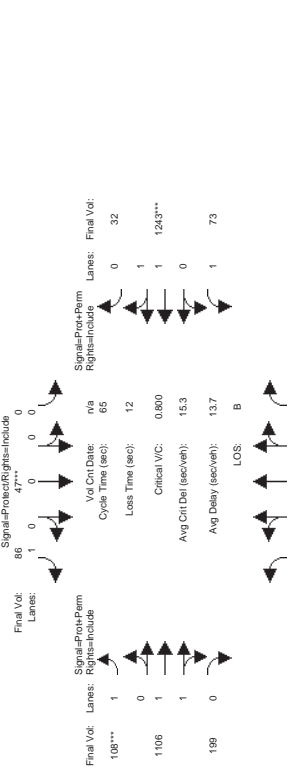 Signal=Protect/Rights=Include
Final Vol: 86 47*** 0
Lanes: 1 0 0 0 0
Signal=Prot+Perm
Final Vol: Lanes: Rights=Include
Vol Cnt Date: n/a
Signal=Prot+Perm
Rights=Include Lanes: Final Vol:
108*** 1 Cycle Time (sec): 65 0 32
0 Loss Time (sec): 12 1
1106 1 Critical V/C: 0.800 1 1243***
1 Avg Crit Del (sec/veh): 15.3 0
199 0 Avg Delay (sec/veh): 13.7 1 73
LOS: B